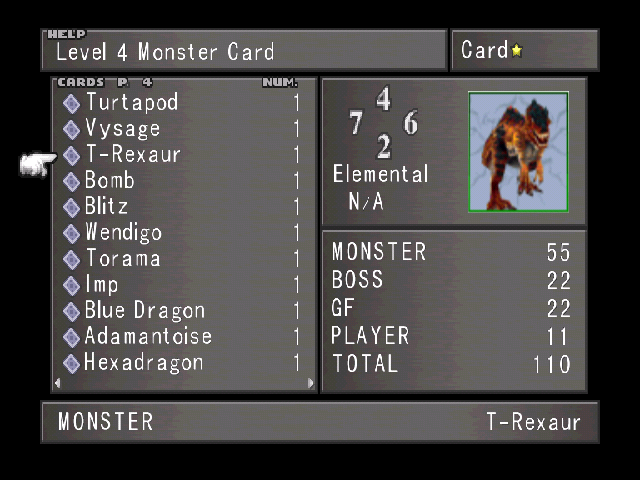 HELP
Level 4 Monster Card
Card
CARDS P. 4 NUM.
Turtapod 1
Vysage 1
T-Rexaur 1
Bomb 1
Blitz 1
Wendigo 1
Torama 1
Imp 1
Blue Dragon 1
Adamantoise 1
Hexadragon 1
4
7 6
2
Elemental
N/A
MONSTER 55
BOSS 22
GF 22
PLAYER 11
TOTAL 110
MONSTER T-Rexaur